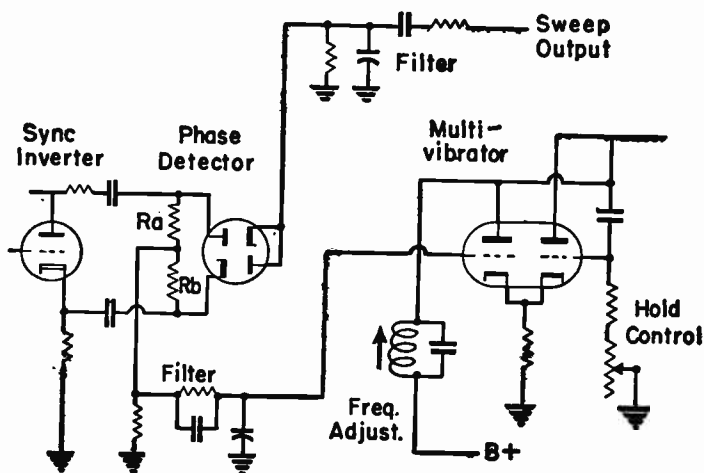 Sweep
Output
Filter
Sync
Inverter
Phase
Detector
Multi-
vibrator
Ra
Rb
Hold
Control
Filter
Freq.
Adjust.
B+